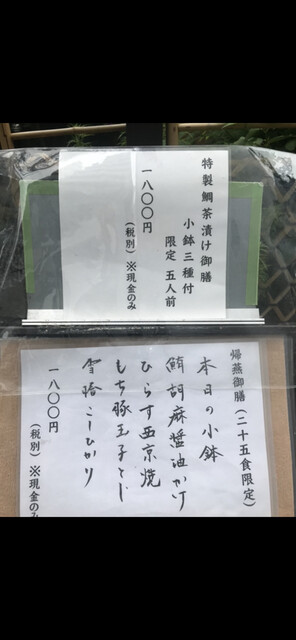 特製鯛茶漬け御膳
小鉢三種付
限定 五人前
一八〇〇円
(税別) ※現金のみ
帰燕御膳(二十五食限定)
本日の小鉢
鰤胡麻醤油かけ
ひらす西京焼
もち豚玉子とじ
雪椿こしひかり
一八〇〇円
(税別) ※現金のみ